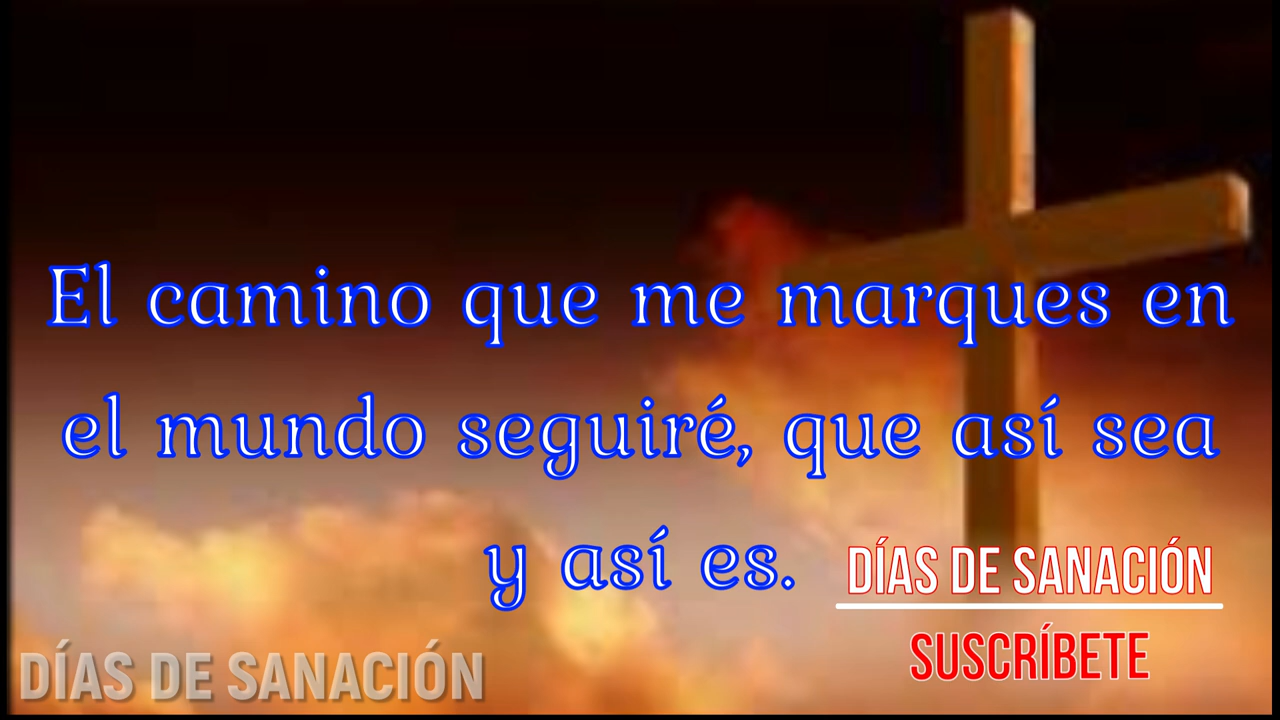 El camino que me marques en
el mundo seguiré, que así sea
y así es.
DÍAS DE SANACIÓN
SUSCRÍBETE
DÍAS DE SANACIÓN